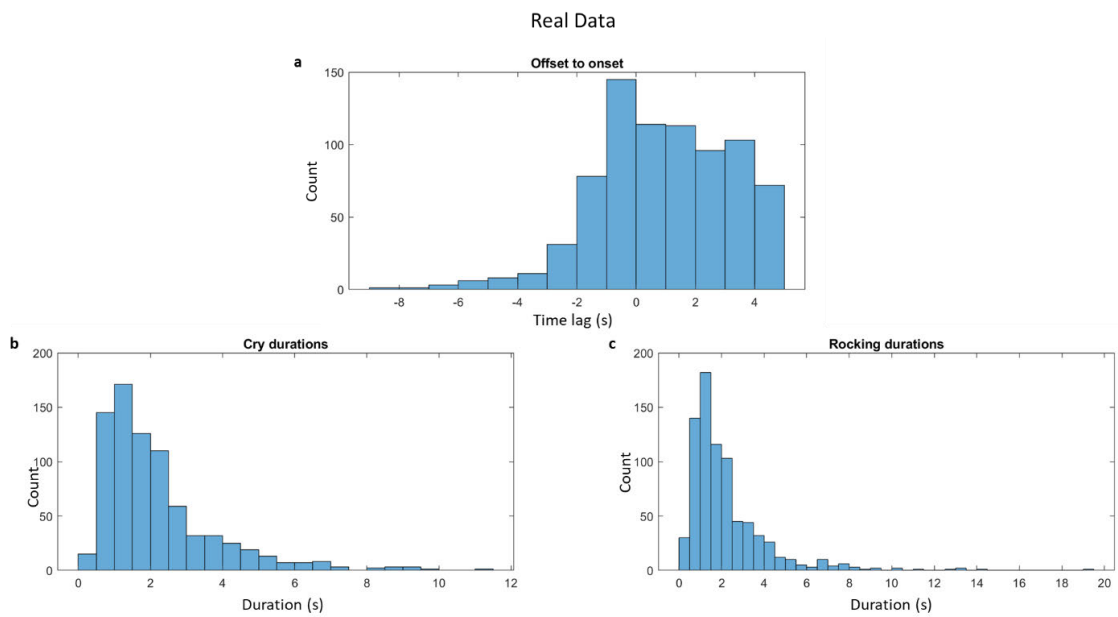 Real Data
a
Offset to onset
150
100
50
0
Count
-8 -6 -4 -2 0 2 4
Time lag (s)
b
Cry durations
200
150
100
50
0
Count
0 2 4 6 8 10 12
Duration (s)
c
Rocking durations
200
150
100
50
0
Count
0 2 4 6 8 10 12 14 16 18 20
Duration (s)